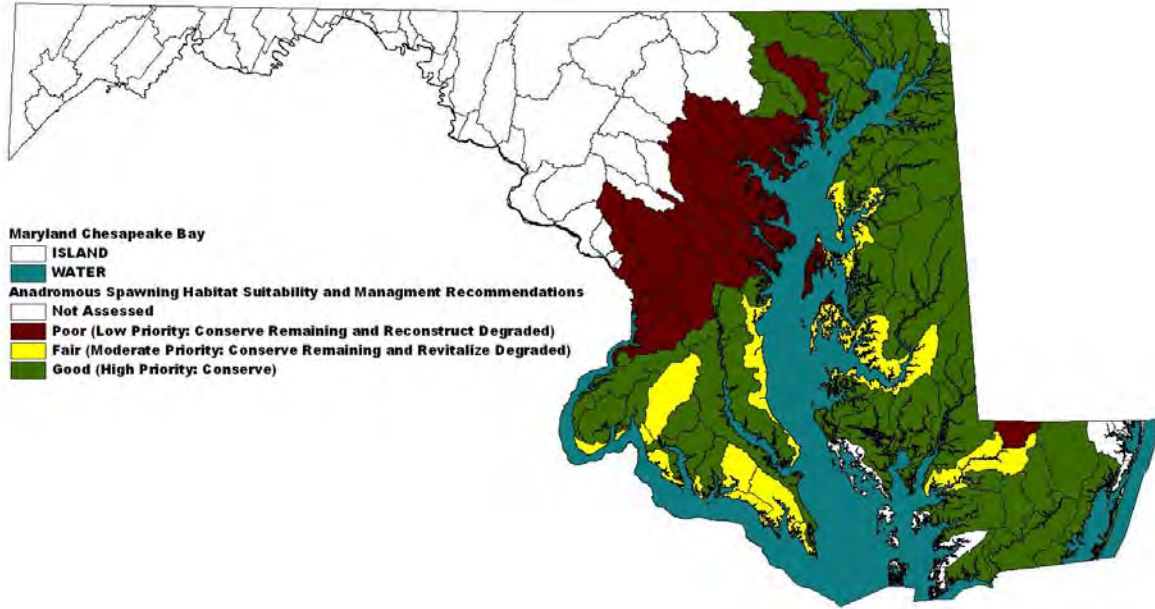 Maryland Chesapeake Bay
ISLAND
WATER
Anadromous Spawning Habitat Suitability and Managment Recommendations
Not Assessed
Poor (Low Priority: Conserve Remaining and Reconstruct Degraded)
Fair (Moderate Priority: Conserve Remaining and Revitalize Degraded)
Good (High Priority: Conserve)